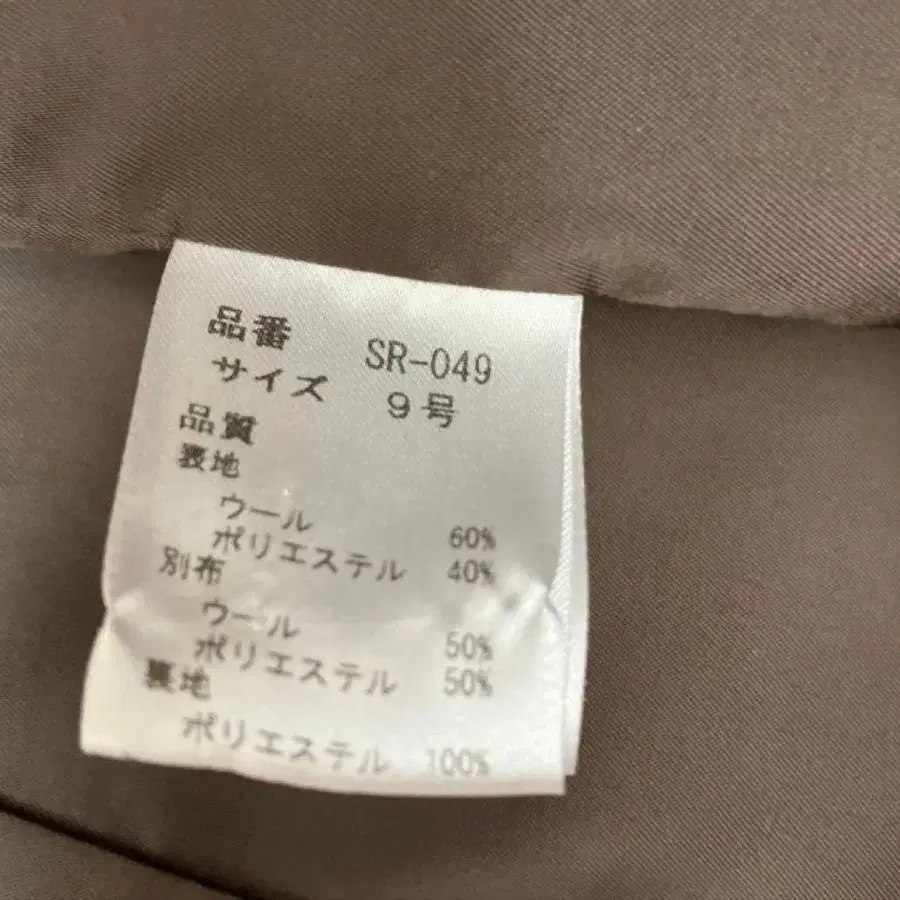 品番 SR-049
サイズ 9号
品質
表地
ウール 60%
ポリエステル 40%
別布
ウール 50%
ポリエステル 50%
裏地
ポリエステル 100%